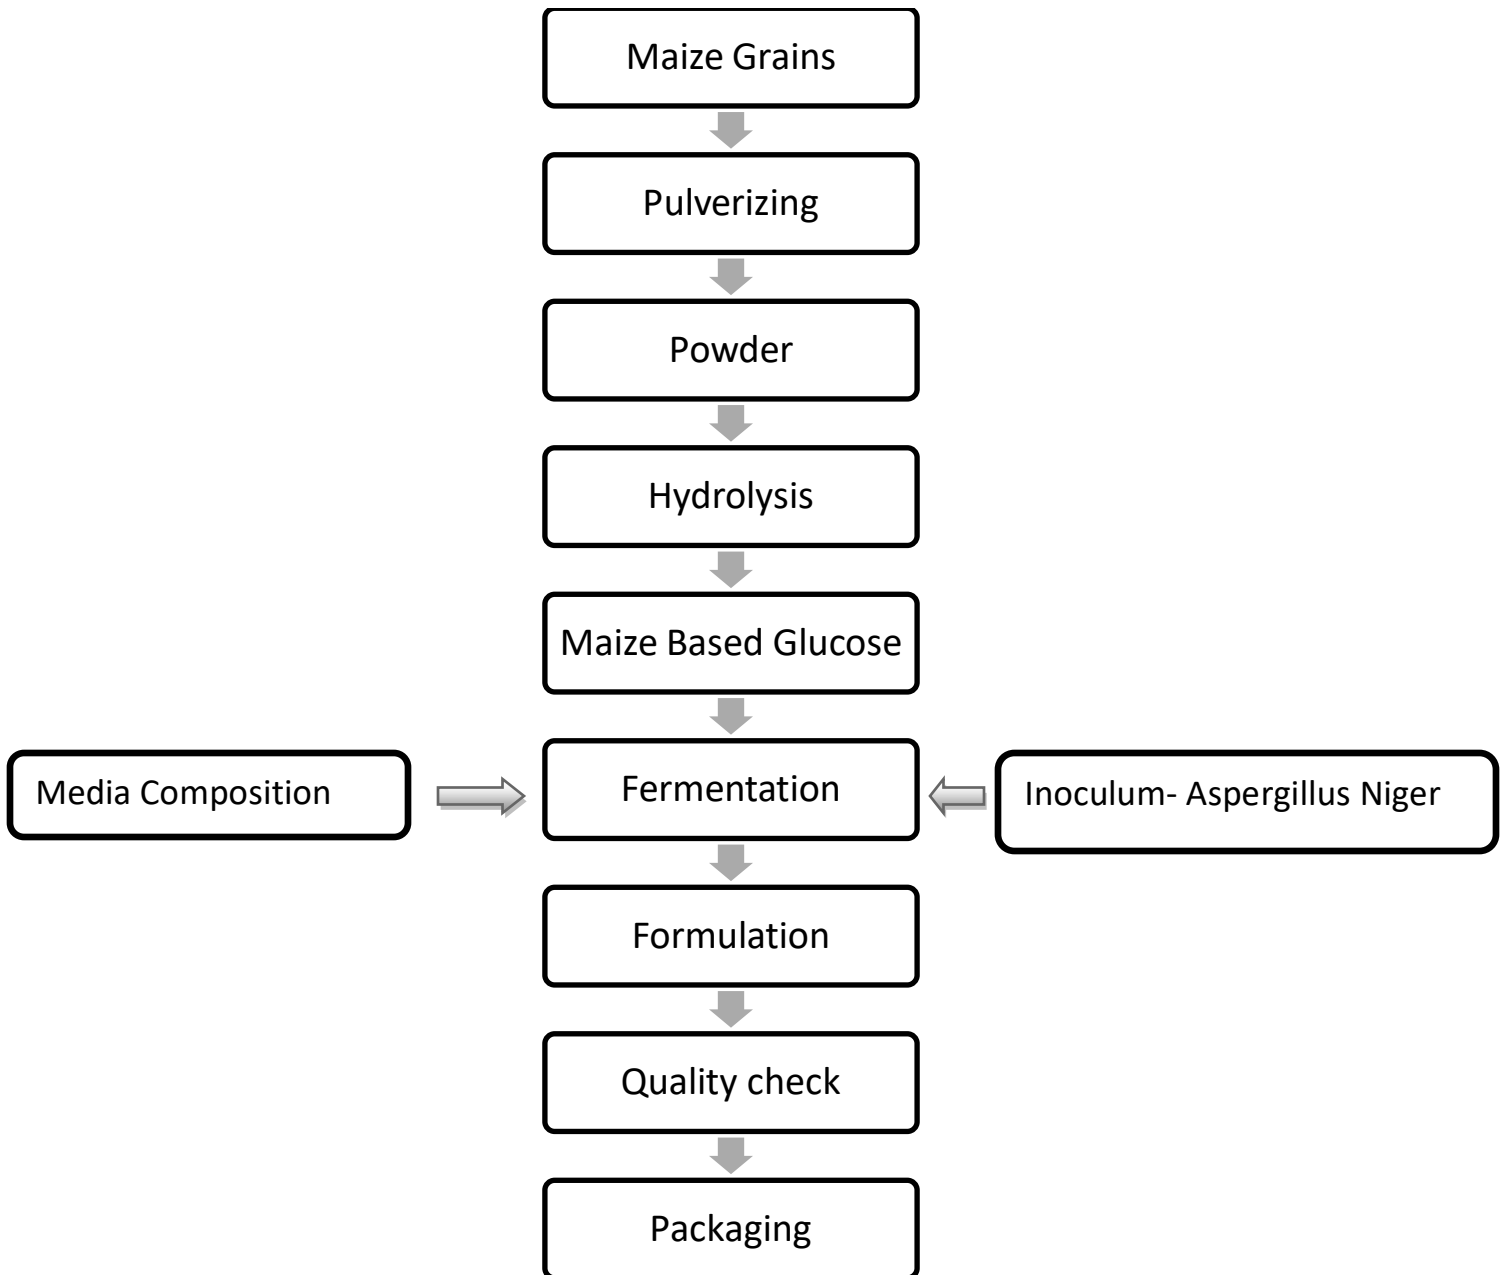 Maize Grains
Pulverizing
Powder
Hydrolysis
Maize Based Glucose
Media Composition
Fermentation
Inoculum- Aspergillus Niger
Formulation
Quality check
Packaging